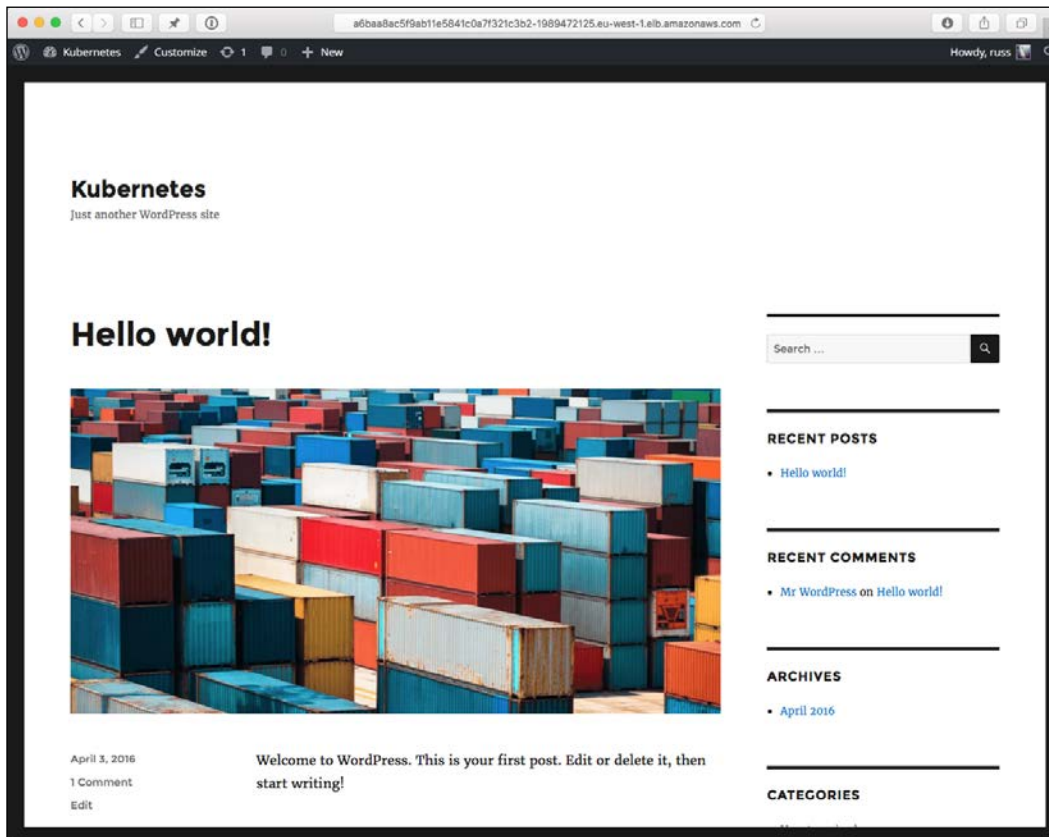 a6baa8ac5f9ab11e5841c0a7f321c3b2-1989472125.eu-west-1.elb.amazonaws.com
Kubernetes Customize 1 0 + New Howdy, russ
Kubernetes
Just another WordPress site
Hello world!
Search ...
RECENT POSTS
Hello world!
RECENT COMMENTS
Mr WordPress on Hello world!
ARCHIVES
April 2016
April 3, 2016
1 Comment
Edit
Welcome to WordPress. This is your first post. Edit or delete it, then
start writing!
CATEGORIES